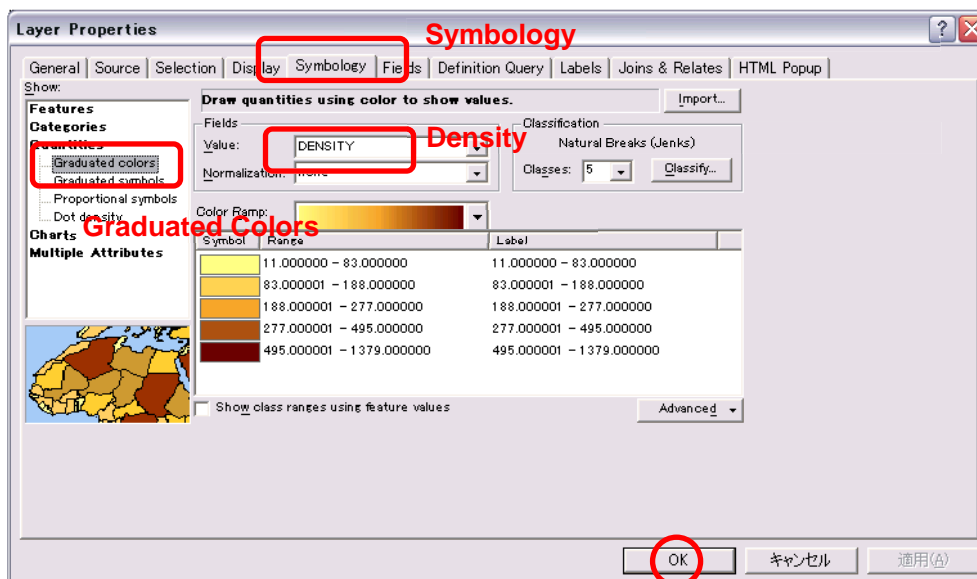 Layer Properties
Symbology
General Source Selection Display Symbology Fields Definition Query Labels Joins & Relates HTML Popup
Show:
Features
Categories
Quantities
Graduated colors
Graduated symbols
Proportional symbols
Dot density
Charts
Multiple Attributes
Graduated Colors
Draw quantities using color to show values.
Import...
Fields
Value: DENSITY
Density
Normalization: none
Classification
Natural Breaks (Jenks)
Classes: 5 Classify...
Color Ramp:
Symbol Range Label
11.000000 - 83.000000 11.000000 - 83.000000
83.000001 - 188.000000 83.000001 - 188.000000
188.000001 - 277.000000 188.000001 - 277.000000
277.000001 - 495.000000 277.000001 - 495.000000
495.000001 - 1379.000000 495.000001 - 1379.000000
Show class ranges using feature values
Advanced
OK キャンセル 適用(A)